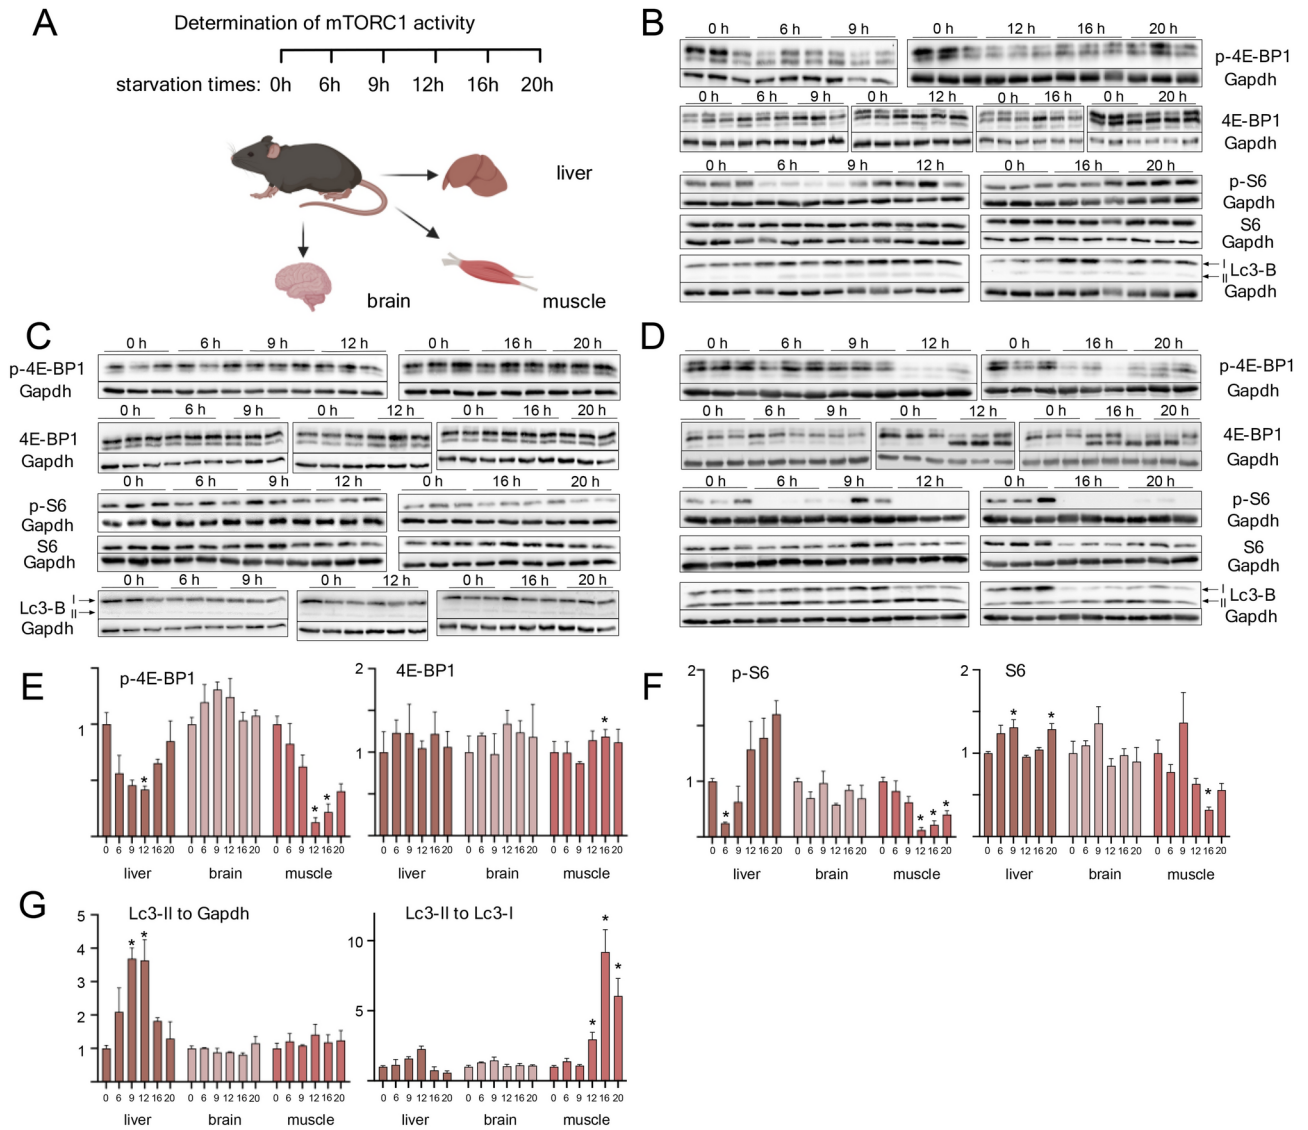 A
Determination of mTORC1 activity
starvation times: 0h 6h 9h 12h 16h 20h
liver
brain
muscle
B
0 h 6 h 9 h 0 h 12 h 16 h 20 h
p-4E-BP1
Gapdh
0 h 6 h 9 h 0 h 12 h 0 h 16 h 0 h 20 h
4E-BP1
Gapdh
0 h 6 h 9 h 12 h 0 h 16 h 20 h
p-S6
Gapdh
S6
Gapdh
I
II Lc3-B
Gapdh
C
0 h 6 h 9 h 12 h 0 h 16 h 20 h
p-4E-BP1
Gapdh
0 h 6 h 9 h 0 h 12 h 0 h 16 h 20 h
4E-BP1
Gapdh
0 h 6 h 9 h 12 h 0 h 16 h 20 h
p-S6
Gapdh
S6
Gapdh
0 h 6 h 9 h 0 h 12 h 0 h 16 h 20 h
Lc3-B I
II
Gapdh
D
0 h 6 h 9 h 12 h 0 h 16 h 20 h
p-4E-BP1
Gapdh
0 h 6 h 9 h 0 h 12 h 0 h 16 h 20 h
4E-BP1
Gapdh
0 h 6 h 9 h 12 h 0 h 16 h 20 h
p-S6
Gapdh
S6
Gapdh
I
II Lc3-B
Gapdh
E
p-4E-BP1
1
* * *
0 6 9 12 16 20 0 6 9 12 16 20 0 6 9 12 16 20
liver brain muscle
4E-BP1
2
1
*
0 6 9 12 16 20 0 6 9 12 16 20 0 6 9 12 16 20
liver brain muscle
F
p-S6
2
1
* * * *
0 6 9 12 16 20 0 6 9 12 16 20 0 6 9 12 16 20
liver brain muscle
S6
2
1
* * *
0 6 9 12 16 20 0 6 9 12 16 20 0 6 9 12 16 20
liver brain muscle
G
Lc3-II to Gapdh
5
4
3
2
1
* *
0 6 9 12 16 20 0 6 9 12 16 20 0 6 9 12 16 20
liver brain muscle
Lc3-II to Lc3-I
10
5
* * *
0 6 9 12 16 20 0 6 9 12 16 20 0 6 9 12 16 20
liver brain muscle